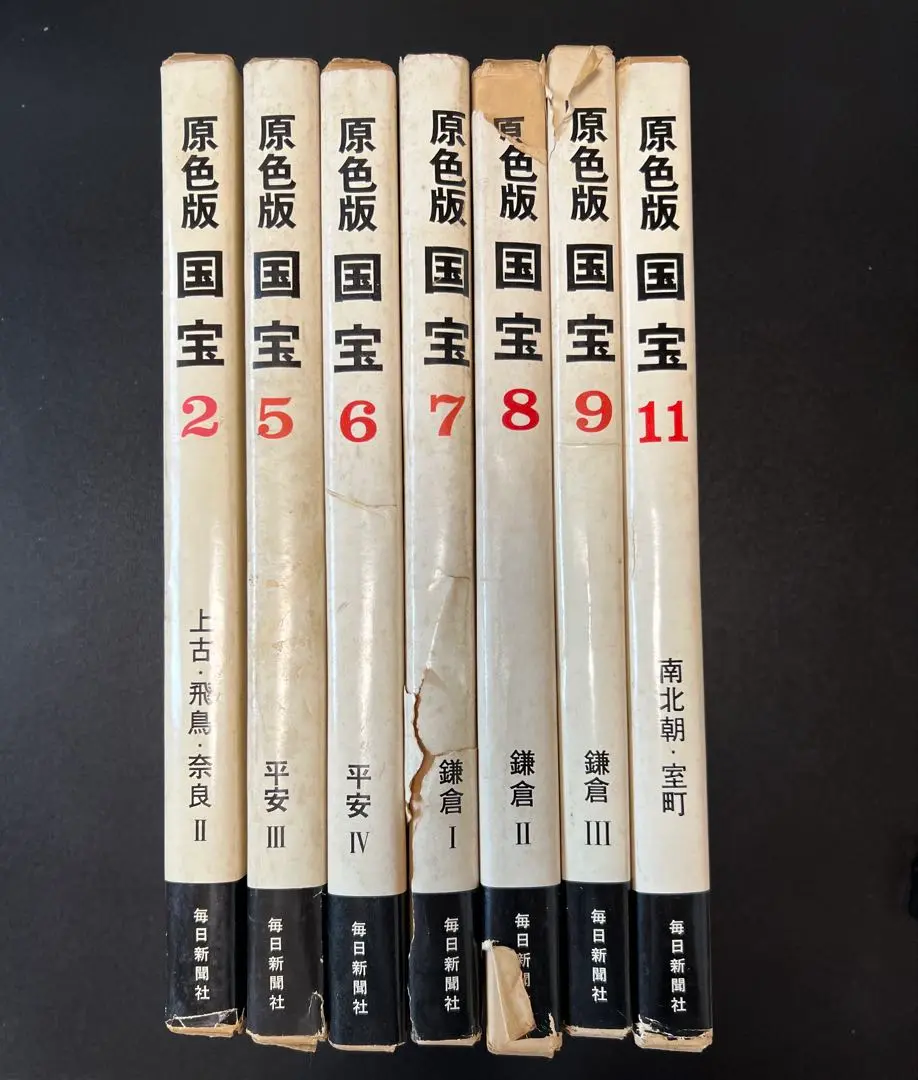 原色版 国宝 2 上古・飛鳥・奈良 II 毎日新聞社
原色版 国宝 5 平安 III 毎日新聞社
原色版 国宝 6 平安 IV 毎日新聞社
原色版 国宝 7 鎌倉 I 毎日新聞社
原色版 国宝 8 鎌倉 II 毎日新聞
原色版 国宝 9 鎌倉 III 毎日新聞社
原色版 国宝 11 南北朝・室町 毎日新聞社